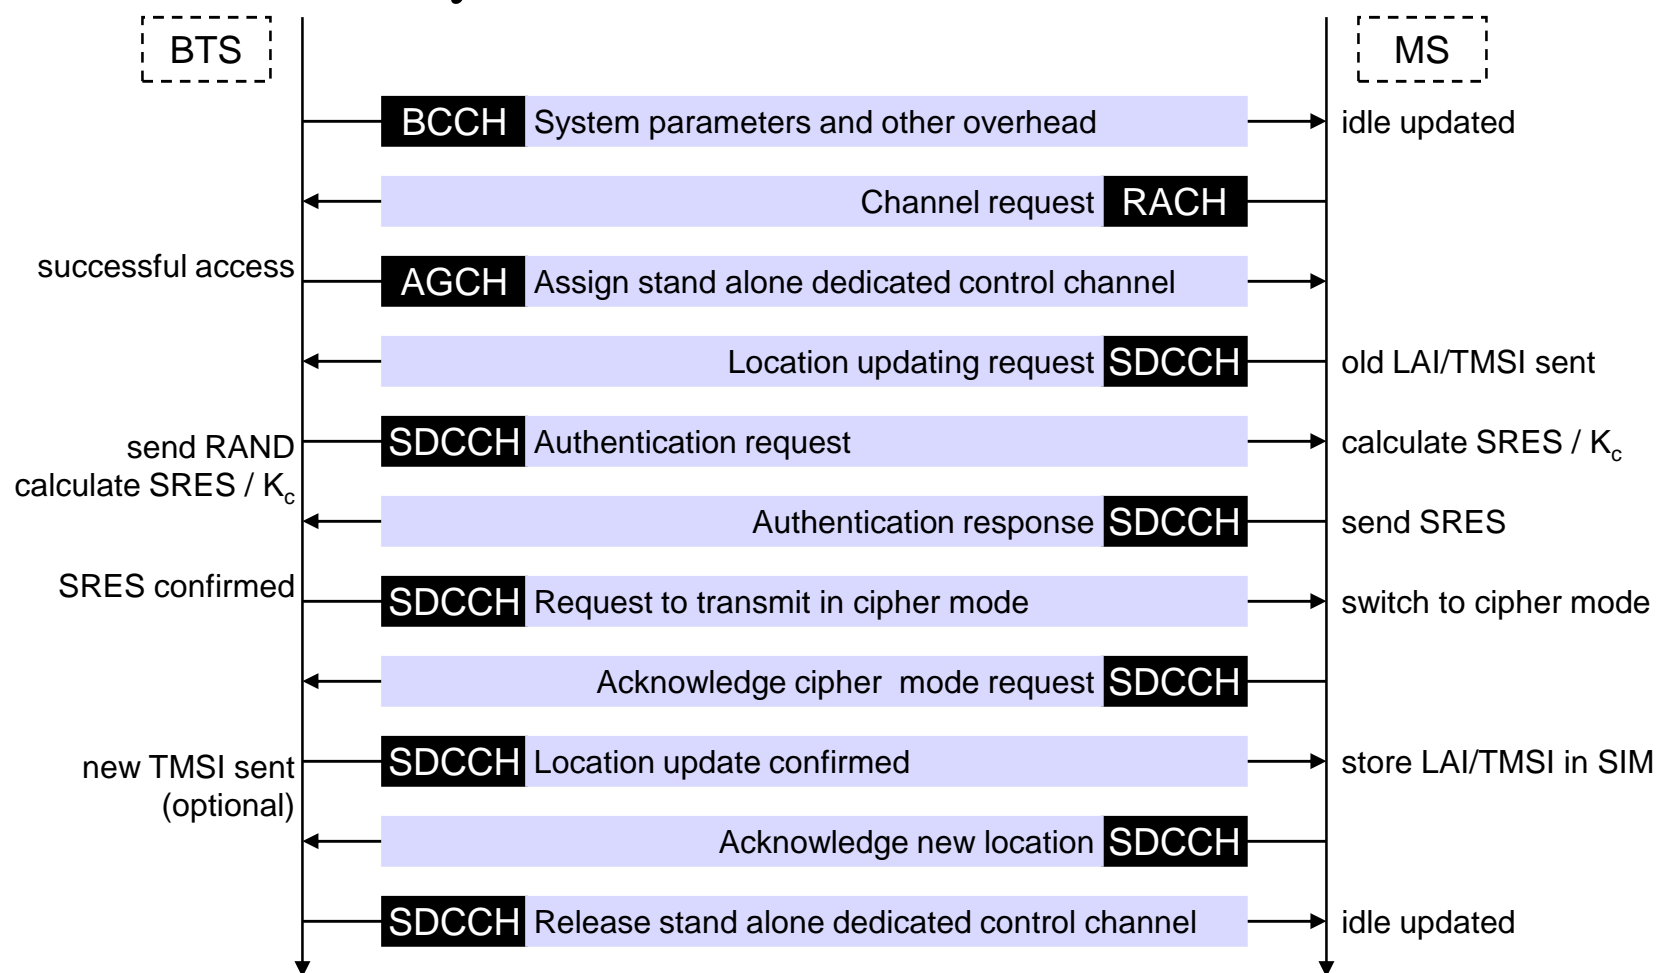 BTS
MS
BCCH System parameters and other overhead
idle updated
Channel request RACH
successful access
AGCH Assign stand alone dedicated control channel
Location updating request SDCCH
old LAI/TMSI sent
send RAND
calculate SRES / Kc
SDCCH Authentication request
calculate SRES / Kc
Authentication response SDCCH
send SRES
SRES confirmed
SDCCH Request to transmit in cipher mode
switch to cipher mode
Acknowledge cipher mode request SDCCH
new TMSI sent
(optional)
SDCCH Location update confirmed
store LAI/TMSI in SIM
Acknowledge new location SDCCH
SDCCH Release stand alone dedicated control channel
idle updated